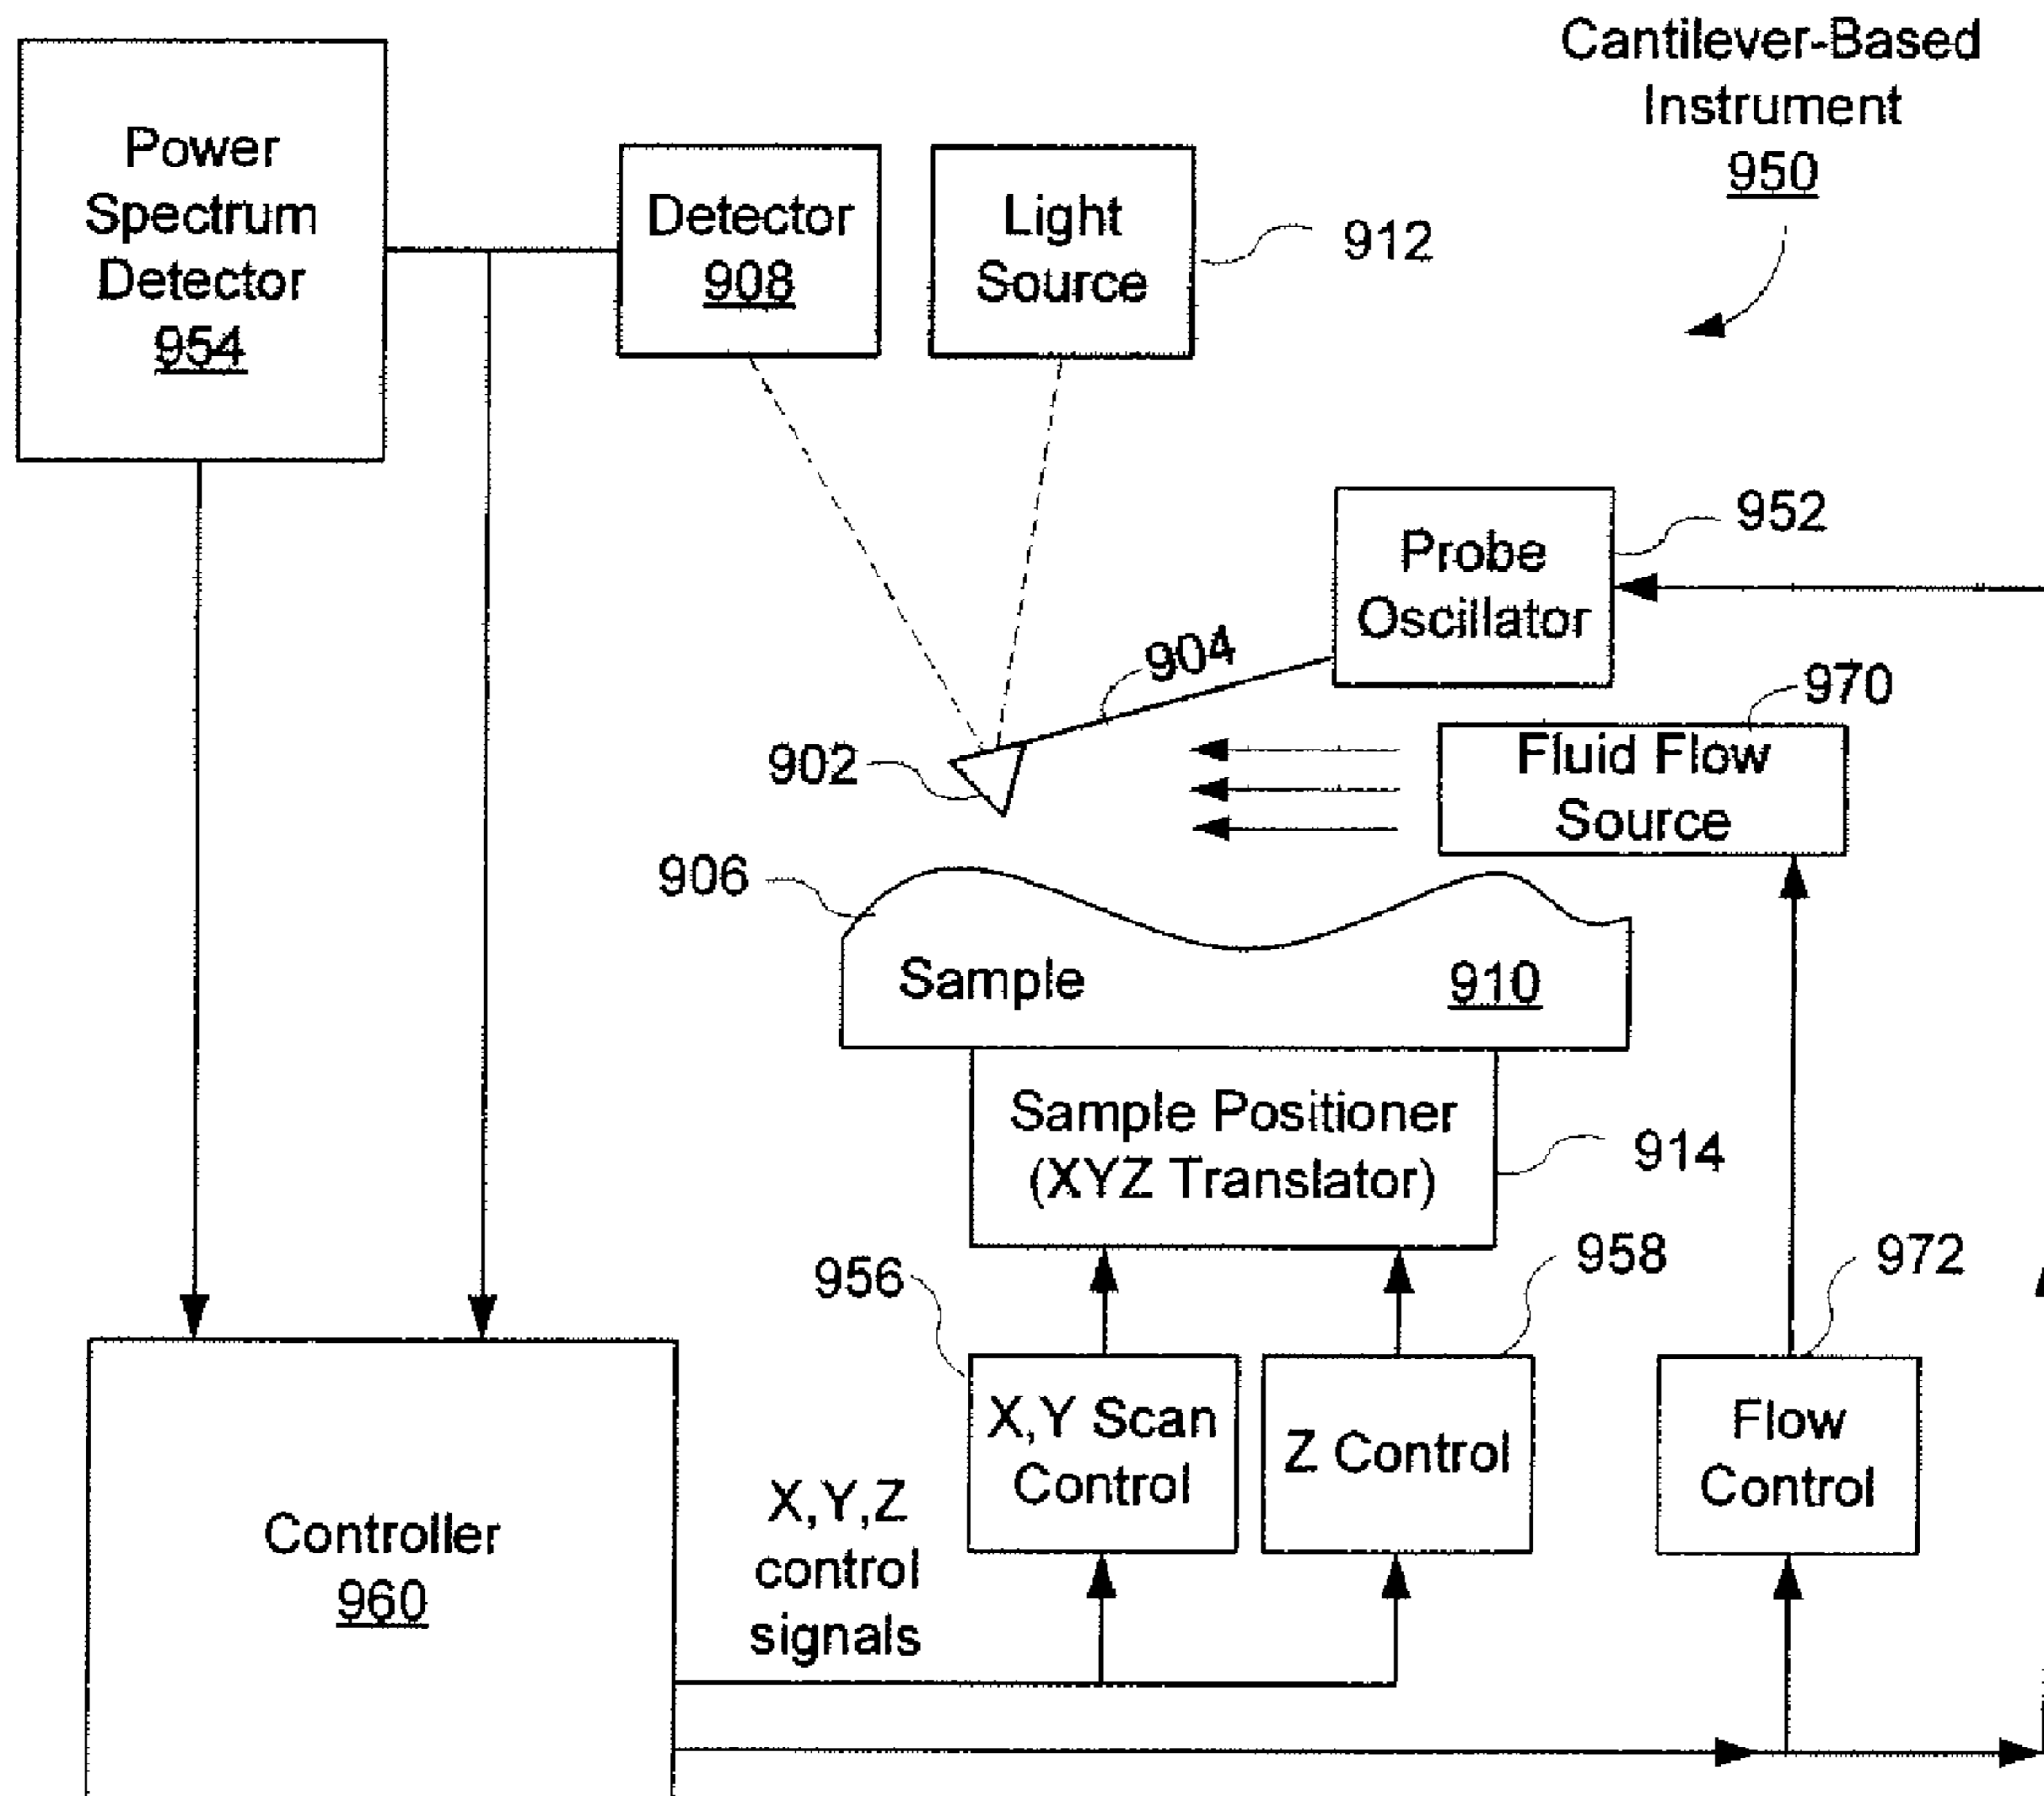 Cantilever-Based
Instrument
950
Power
Spectrum
Detector
954
Detector
908
Light
Source
912
Probe
Oscillator
952
904
970
902
Fluid Flow
Source
906
Sample
910
Sample Positioner
(XYZ Translator)
914
956
958
972
X,Y Scan
Control
Z Control
Flow
Control
Controller
960
X,Y,Z
control
signals